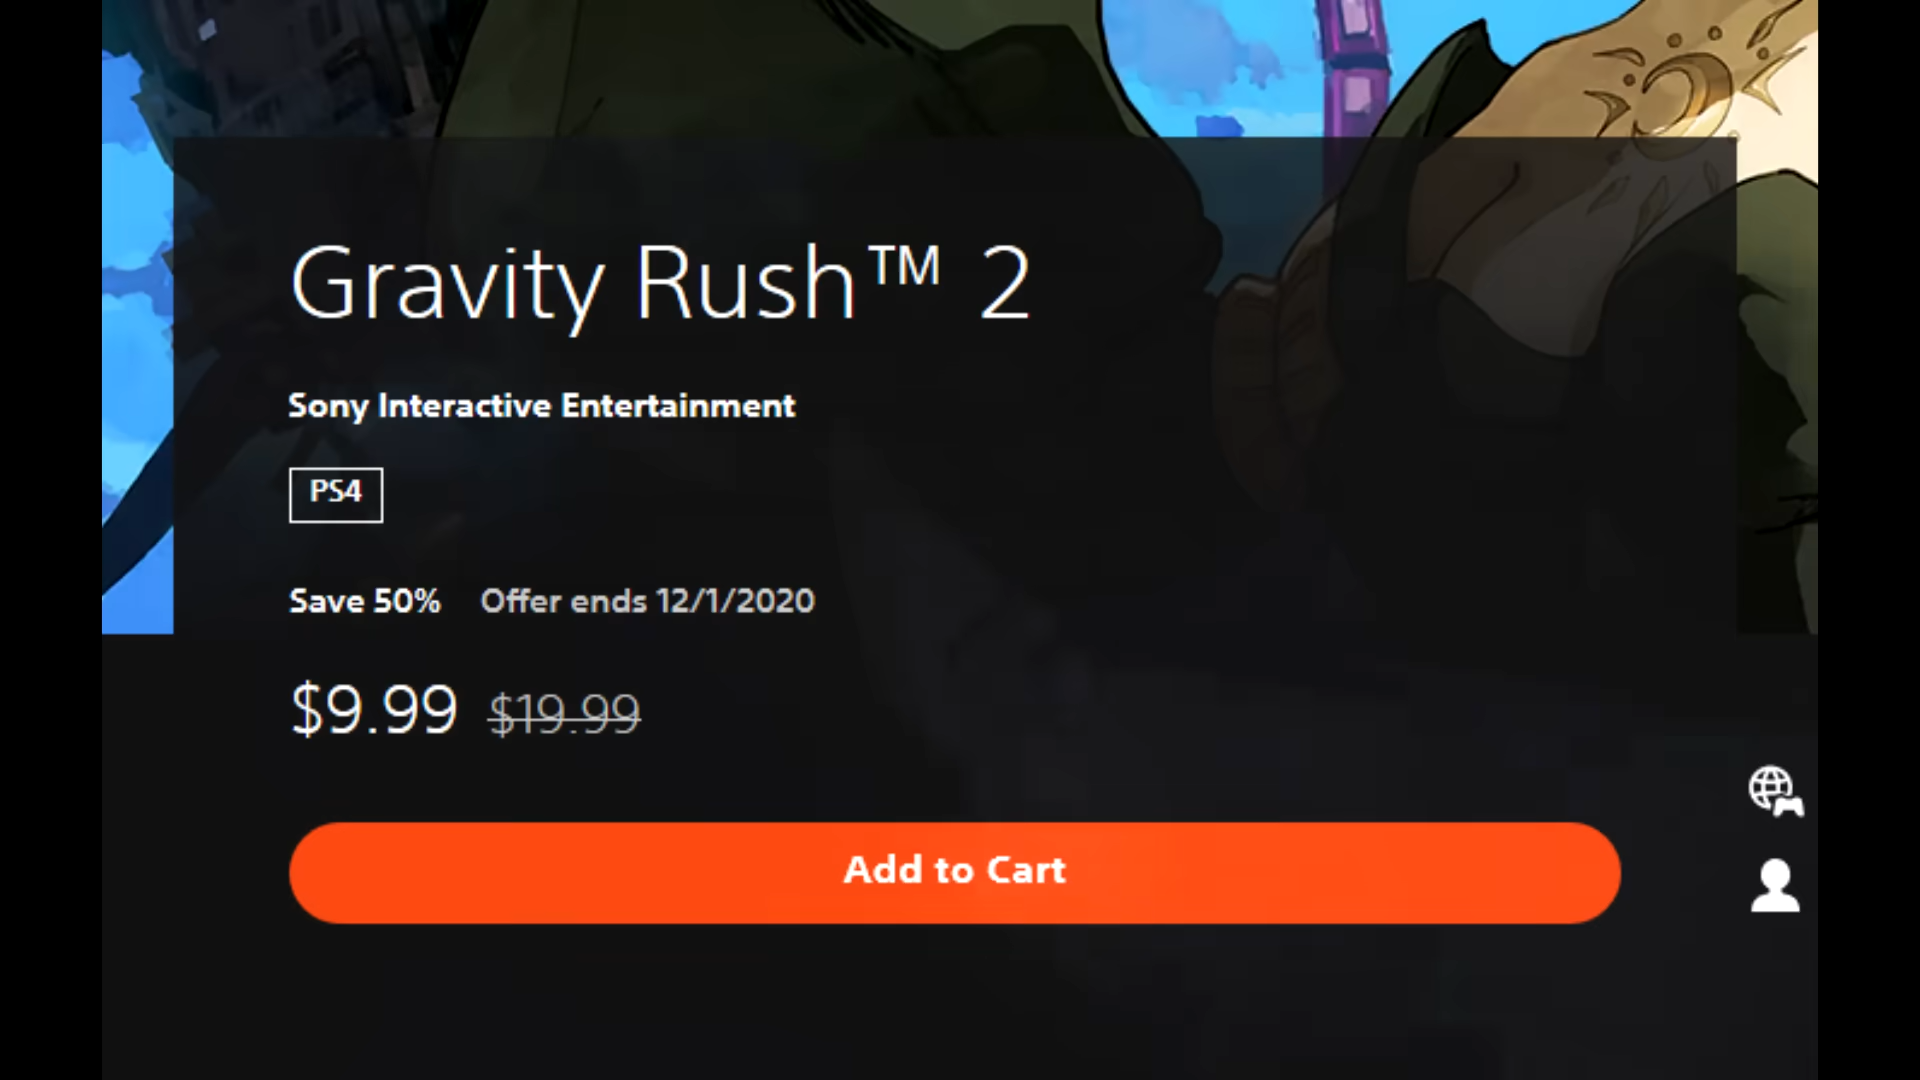 Gravity Rush™ 2
Sony Interactive Entertainment
PS4
Save 50% Offer ends 12/1/2020
$9.99 $19.99
Add to Cart